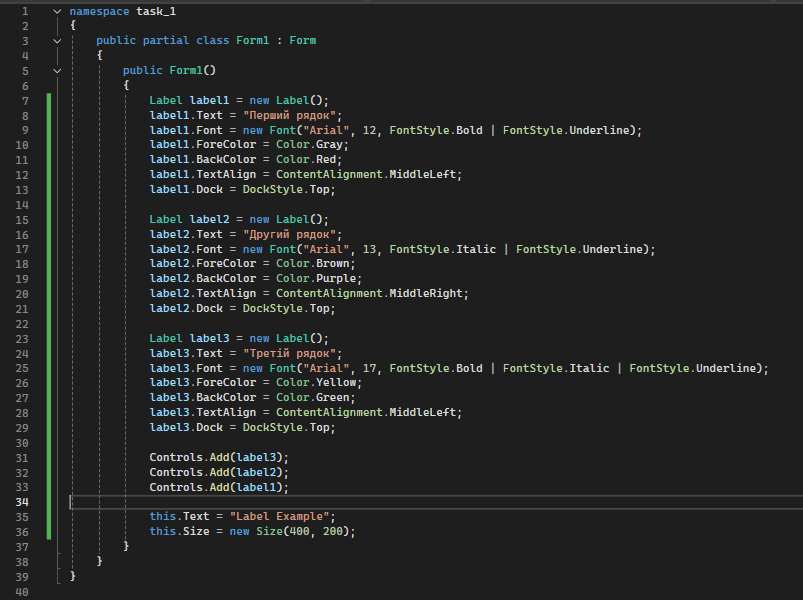 1 namespace task_1
2 {
3 public partial class Form1 : Form
4 {
5 public Form1()
6 {
7 Label label1 = new Label();
8 label1.Text = "Перший рядок";
9 label1.Font = new Font("Arial", 12, FontStyle.Bold | FontStyle.Underline);
10 label1.ForeColor = Color.Gray;
11 label1.BackColor = Color.Red;
12 label1.TextAlign = ContentAlignment.MiddleLeft;
13 label1.Dock = DockStyle.Top;
14
15 Label label2 = new Label();
16 label2.Text = "Другий рядок";
17 label2.Font = new Font("Arial", 13, FontStyle.Italic | FontStyle.Underline);
18 label2.ForeColor = Color.Brown;
19 label2.BackColor = Color.Purple;
20 label2.TextAlign = ContentAlignment.MiddleRight;
21 label2.Dock = DockStyle.Top;
22
23 Label label3 = new Label();
24 label3.Text = "Третій рядок";
25 label3.Font = new Font("Arial", 17, FontStyle.Bold | FontStyle.Italic | FontStyle.Underline);
26 label3.ForeColor = Color.Yellow;
27 label3.BackColor = Color.Green;
28 label3.TextAlign = ContentAlignment.MiddleLeft;
29 label3.Dock = DockStyle.Top;
30
31 Controls.Add(label3);
32 Controls.Add(label2);
33 Controls.Add(label1);
34
35 this.Text = "Label Example";
36 this.Size = new Size(400, 200);
37 }
38 }
39 }
40